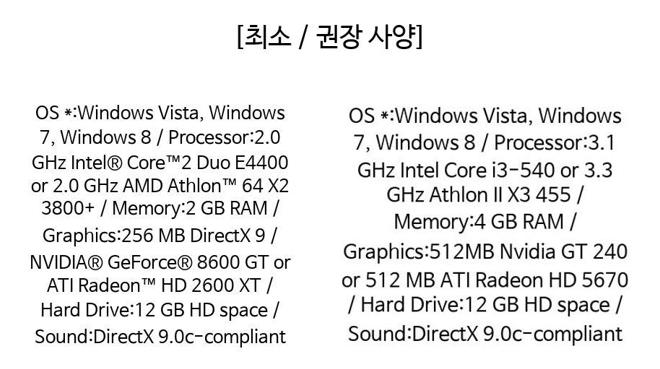 [최소 / 권장 사양]
OS *:Windows Vista, Windows
7, Windows 8 / Processor:2.0
GHz Intel® Core™2 Duo E4400
or 2.0 GHz AMD Athlon™ 64 X2
3800+ / Memory:2 GB RAM /
Graphics:256 MB DirectX 9 /
NVIDIA® GeForce® 8600 GT or
ATI Radeon™ HD 2600 XT /
Hard Drive:12 GB HD space /
Sound:DirectX 9.0c-compliant
OS *:Windows Vista, Windows
7, Windows 8 / Processor:3.1
GHz Intel Core i3-540 or 3.3
GHz Athlon II X3 455 /
Memory:4 GB RAM /
Graphics:512MB Nvidia GT 240
or 512 MB ATI Radeon HD 5670
/ Hard Drive:12 GB HD space /
Sound:DirectX 9.0c-compliant